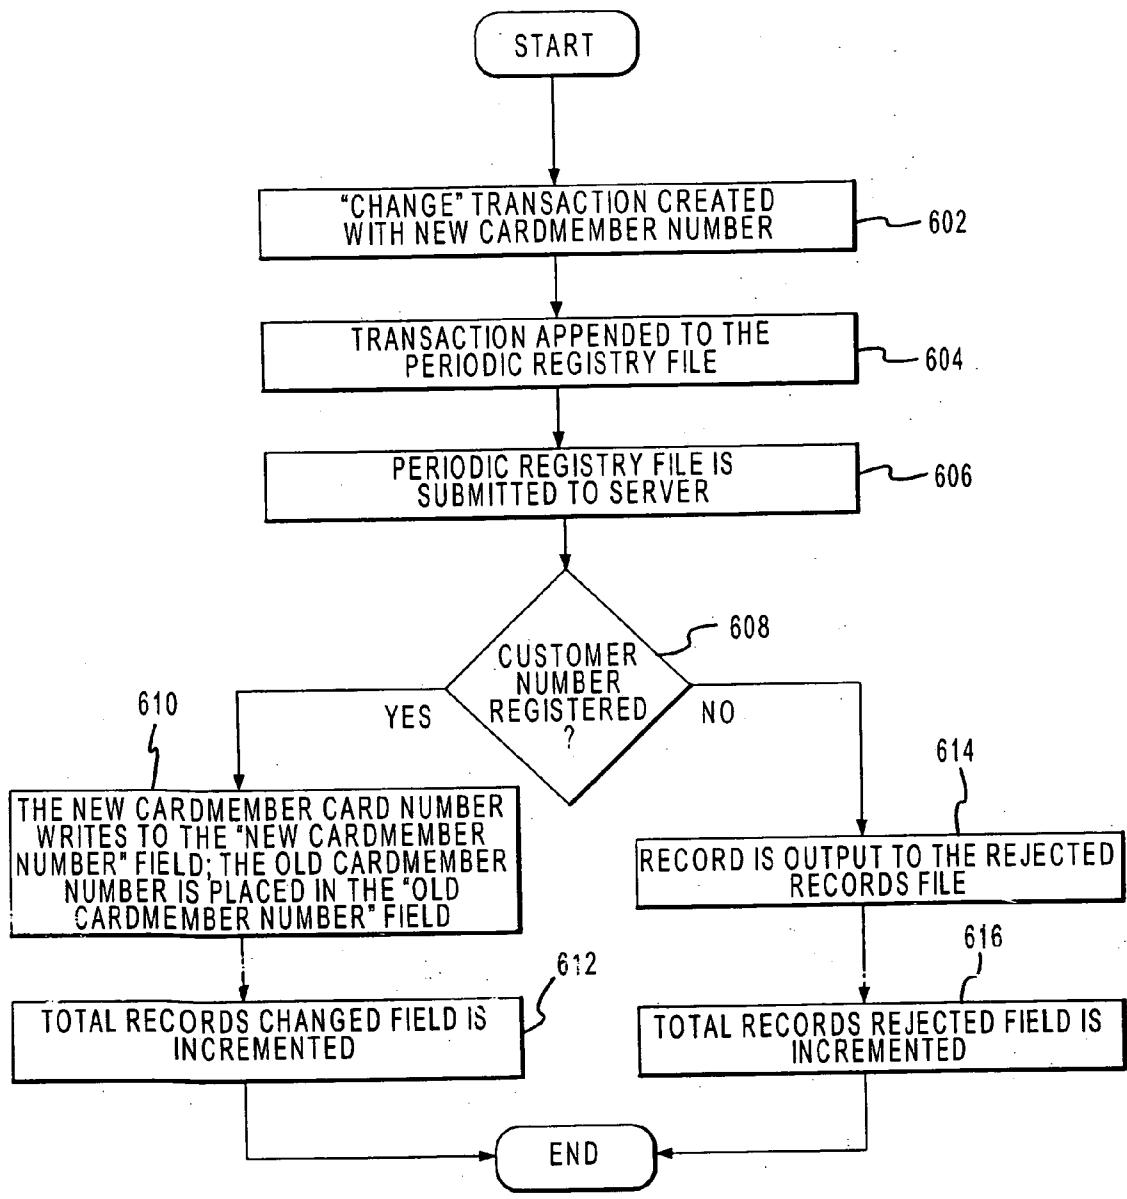 START
"CHANGE" TRANSACTION CREATED
WITH NEW CARDMEMBER NUMBER
602
TRANSACTION APPENDED TO THE
PERIODIC REGISTRY FILE
604
PERIODIC REGISTRY FILE IS
SUBMITTED TO SERVER
606
608
CUSTOMER
NUMBER
REGISTERED
?
YES
NO
610
THE NEW CARDMEMBER CARD NUMBER
WRITES TO THE "NEW CARDMEMBER
NUMBER" FIELD; THE OLD CARDMEMBER
NUMBER IS PLACED IN THE "OLD
CARDMEMBER NUMBER" FIELD
614
RECORD IS OUTPUT TO THE REJECTED
RECORDS FILE
612
TOTAL RECORDS CHANGED FIELD IS
INCREMENTED
616
TOTAL RECORDS REJECTED FIELD IS
INCREMENTED
END